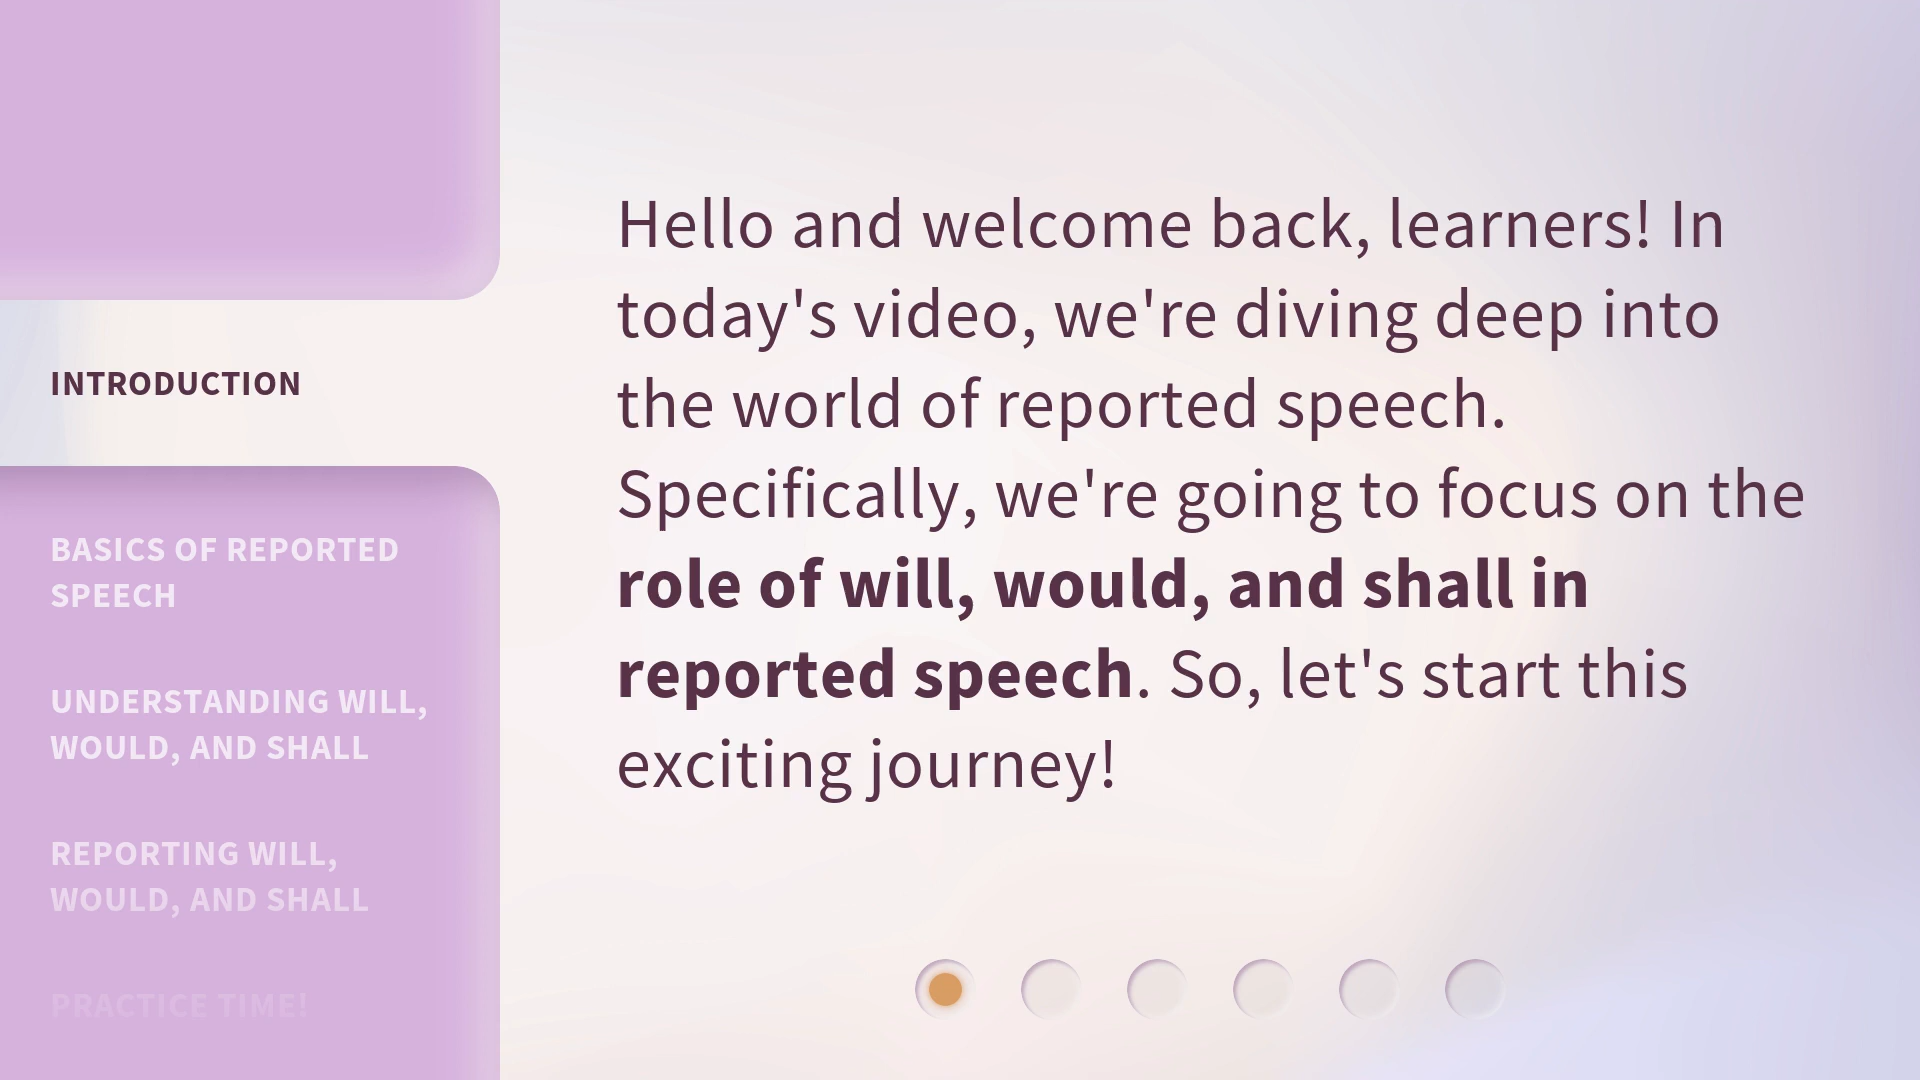 INTRODUCTION
BASICS OF REPORTED
SPEECH
UNDERSTANDING WILL,
WOULD, AND SHALL
REPORTING WILL,
WOULD, AND SHALL
PRACTICE TIME!
Hello and welcome back, learners! In
today's video, we're diving deep into
the world of reported speech.
Specifically, we're going to focus on the
role of will, would, and shall in
reported speech. So, let's start this
exciting journey!